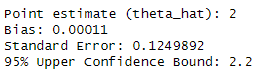 Point estimate (theta_hat): 2
Bias: 0.00011
Standard Error: 0.1249892
95% Upper Confidence Bound: 2.2